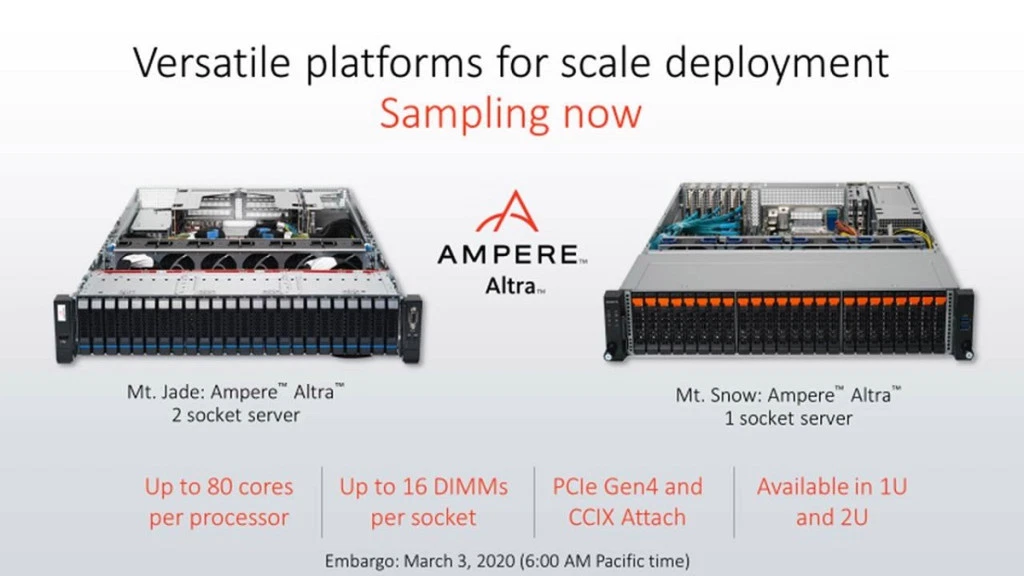 Versatile platforms for scale deployment
Sampling now
AMPERE™
Altra™
Mt. Jade: Ampere™ Altra™
2 socket server
Mt. Snow: Ampere™ Altra™
1 socket server
Up to 80 cores
per processor
Up to 16 DIMMs
per socket
PCIe Gen4 and
CCIX Attach
Available in 1U
and 2U
Embargo: March 3, 2020 (6:00 AM Pacific time)